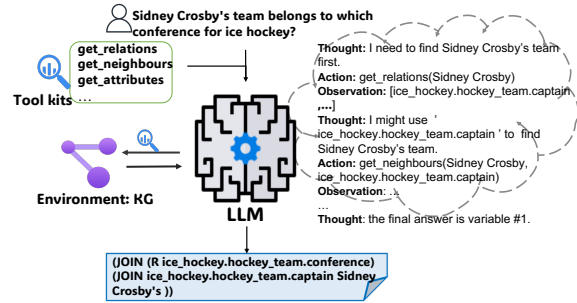 Sidney Crosby's team belongs to which
conference for ice hockey?
get_relations
get_neighbours
get_attributes
...
Tool kits
Environment: KG
LLM
Thought: I need to find Sidney Crosby's team
first.
Action: get_relations(Sidney Crosby)
Observation: [ice_hockey.hockey_team.captain
,...]
Thought: I might use '
ice_hockey.hockey_team.captain ' to find
Sidney Crosby's team.
Action: get_neighbours(Sidney Crosby,
ice_hockey.hockey_team.captain)
Observation: ...
...
Thought: the final answer is variable #1.
(JOIN (R ice_hockey.hockey_team.conference)
(JOIN ice_hockey.hockey_team.captain Sidney
Crosby's ))